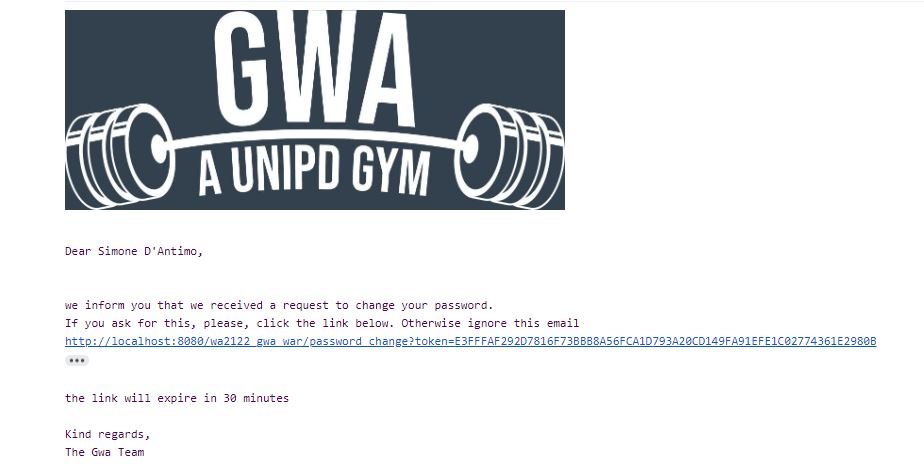 GWA
A UNIPD GYM
Dear Simone D'Antimo,
we inform you that we received a request to change your password.
If you ask for this, please, click the link below. Otherwise ignore this email
http://localhost:8080/wa2122_gwa_war/password_change?token=E3FFFAF292D7816F73BBB8A56FCA1D793A20CD149FA91EFE1C02774361E2980B
the link will expire in 30 minutes
Kind regards,
The Gwa Team